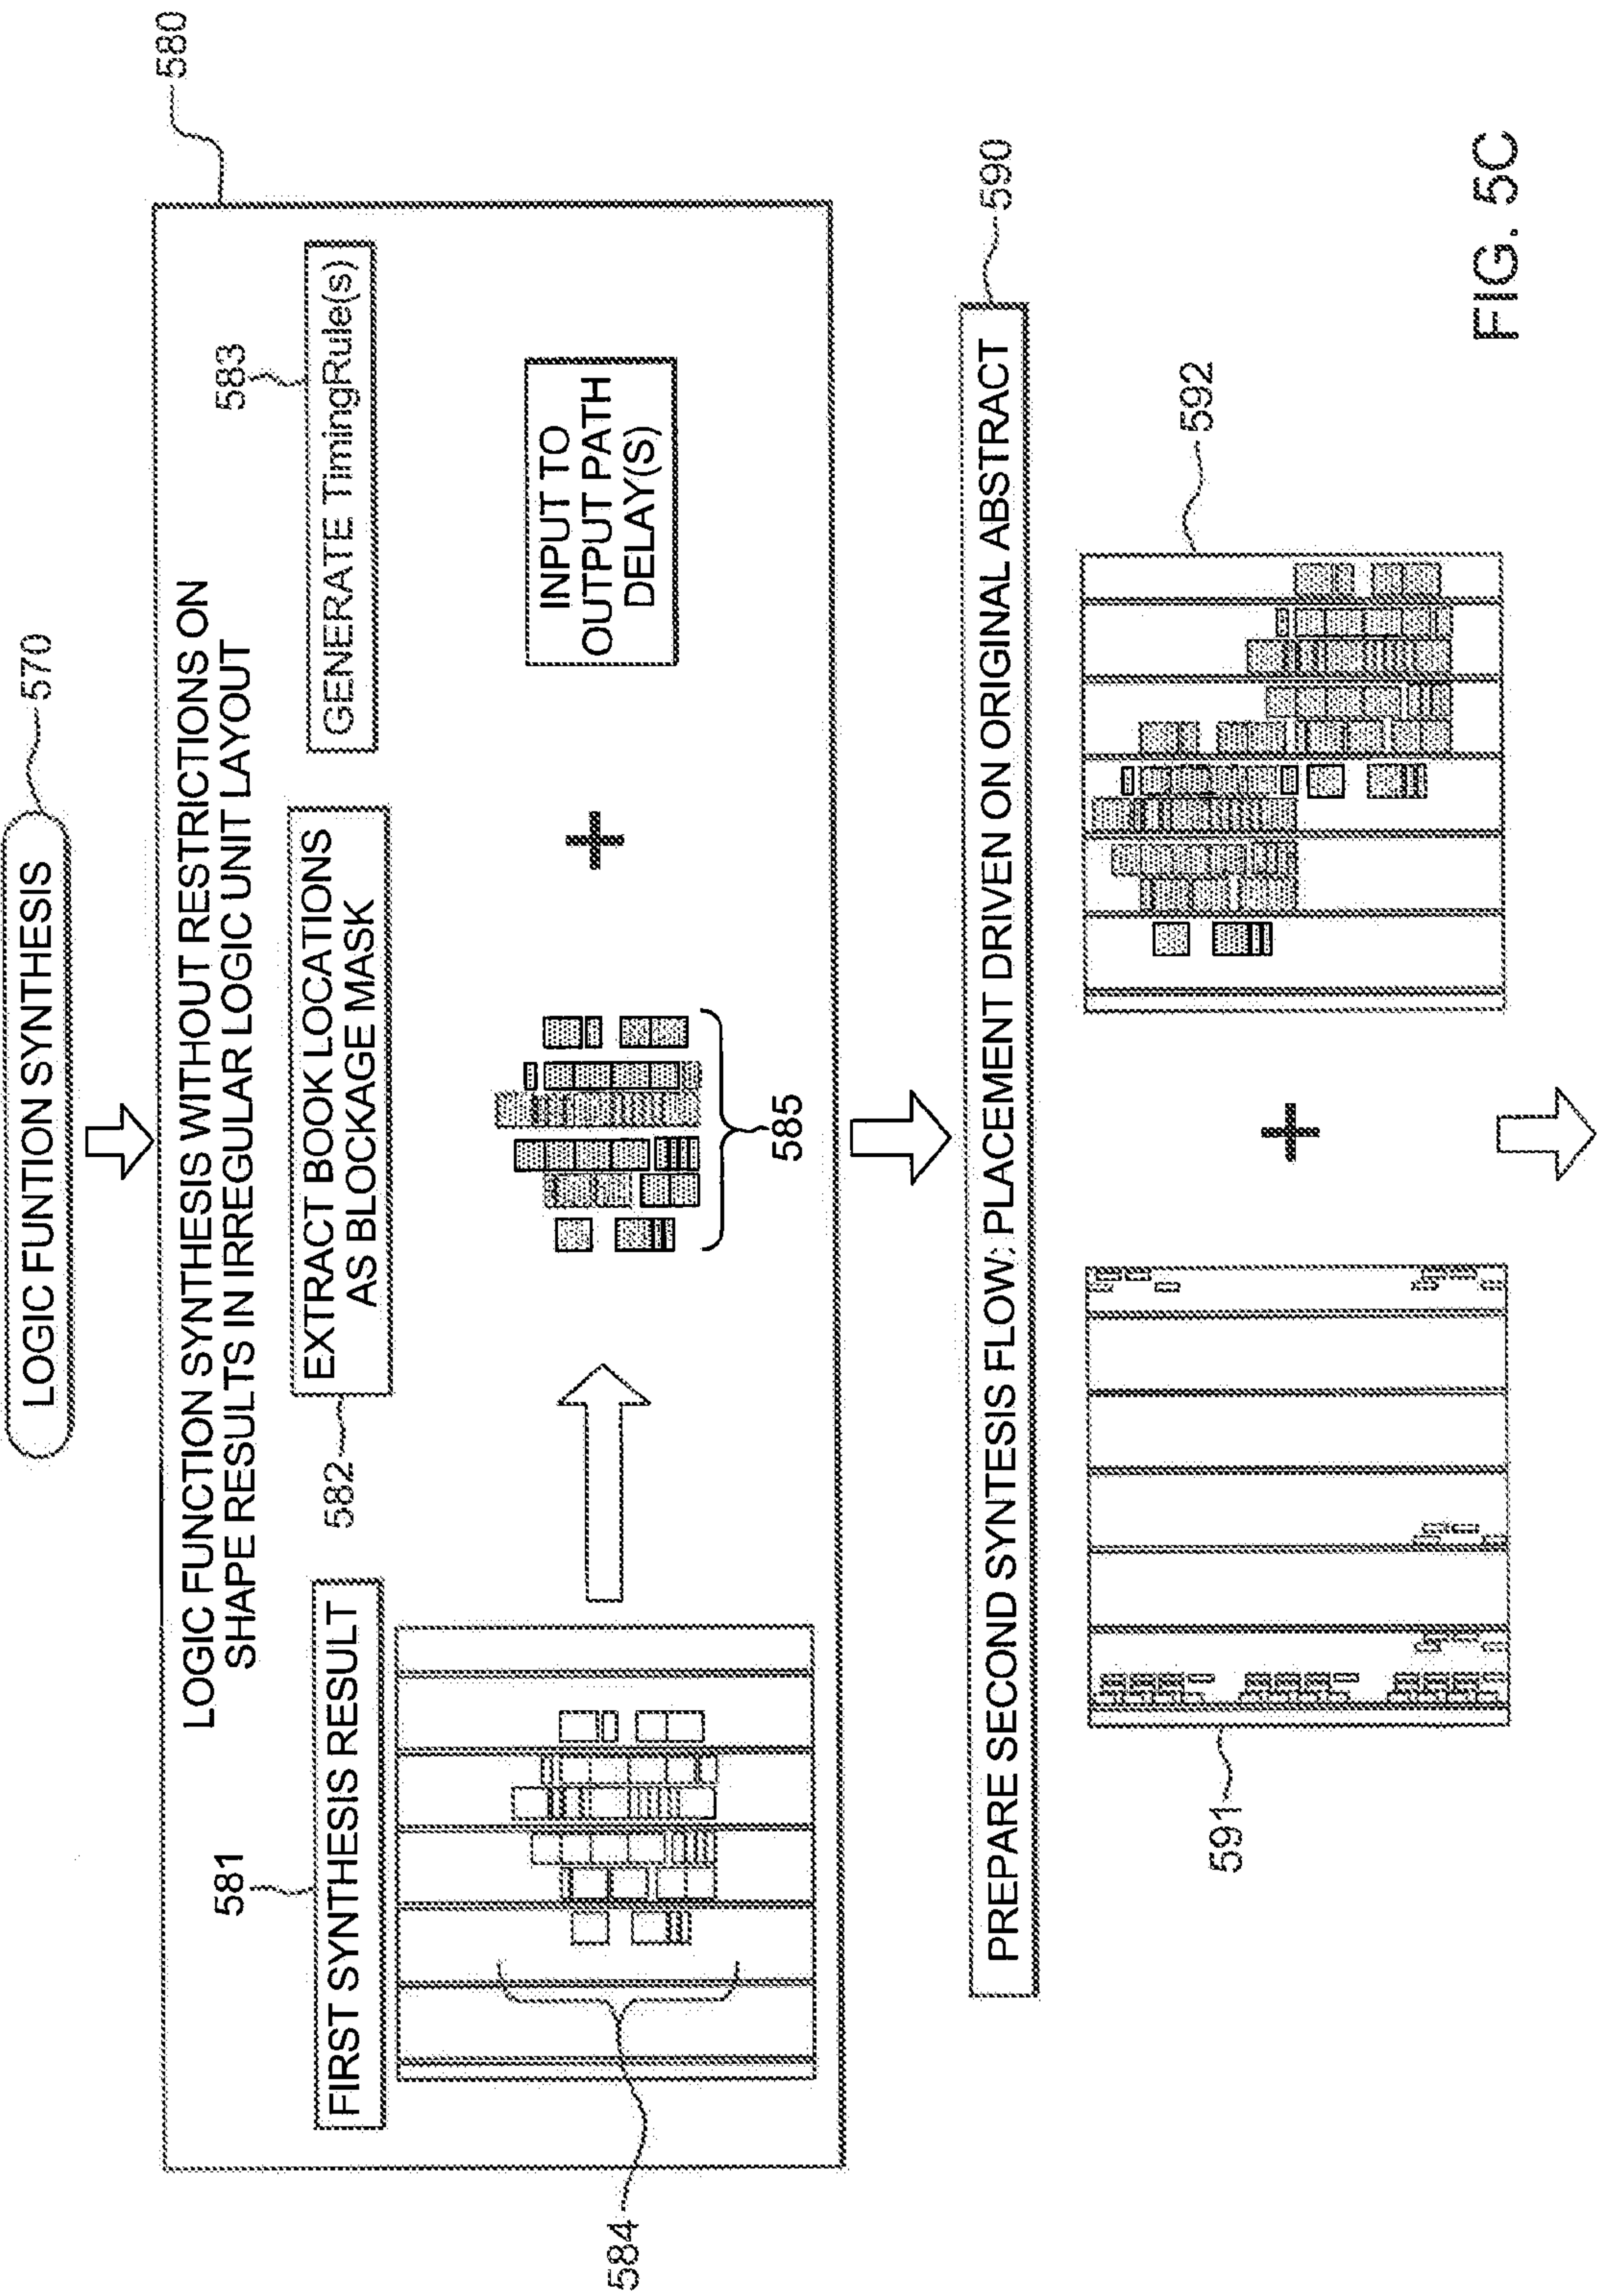 LOGIC FUNTION SYNTHESIS
570
580
LOGIC FUNCTION SYNTHESIS WITHOUT RESTRICTIONS ON
SHAPE RESULTS IN IRREGULAR LOGIC UNIT LAYOUT
581
FIRST SYNTHESIS RESULT
582
EXTRACT BOOK LOCATIONS
AS BLOCKAGE MASK
583
GENERATE TimingRule(s)
584
585
+
INPUT TO
OUTPUT PATH
DELAY(S)
590
PREPARE SECOND SYNTESIS FLOW: PLACEMENT DRIVEN ON ORIGINAL ABSTRACT
591
+
592
FIG. 5C